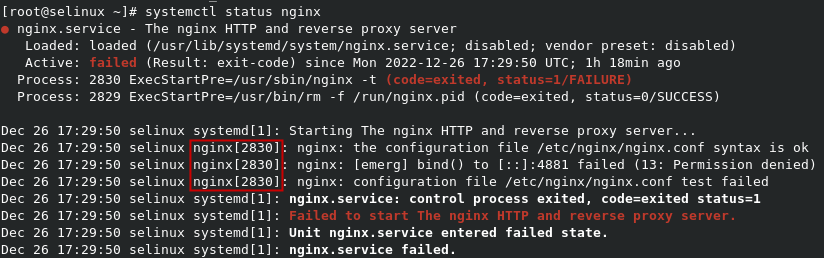 [root@selinux ~]# systemctl status nginx
● nginx.service - The nginx HTTP and reverse proxy server
   Loaded: loaded (/usr/lib/systemd/system/nginx.service; disabled; vendor preset: disabled)
   Active: failed (Result: exit-code) since Mon 2022-12-26 17:29:50 UTC; 1h 18min ago
  Process: 2830 ExecStartPre=/usr/sbin/nginx -t (code=exited, status=1/FAILURE)
  Process: 2829 ExecStartPre=/usr/bin/rm -f /run/nginx.pid (code=exited, status=0/SUCCESS)

Dec 26 17:29:50 selinux systemd[1]: Starting The nginx HTTP and reverse proxy server...
Dec 26 17:29:50 selinux nginx[2830]: nginx: the configuration file /etc/nginx/nginx.conf syntax is ok
Dec 26 17:29:50 selinux nginx[2830]: nginx: [emerg] bind() to [::]:4881 failed (13: Permission denied)
Dec 26 17:29:50 selinux nginx[2830]: nginx: configuration file /etc/nginx/nginx.conf test failed
Dec 26 17:29:50 selinux systemd[1]: nginx.service: control process exited, code=exited status=1
Dec 26 17:29:50 selinux systemd[1]: Failed to start The nginx HTTP and reverse proxy server.
Dec 26 17:29:50 selinux systemd[1]: Unit nginx.service entered failed state.
Dec 26 17:29:50 selinux systemd[1]: nginx.service failed.